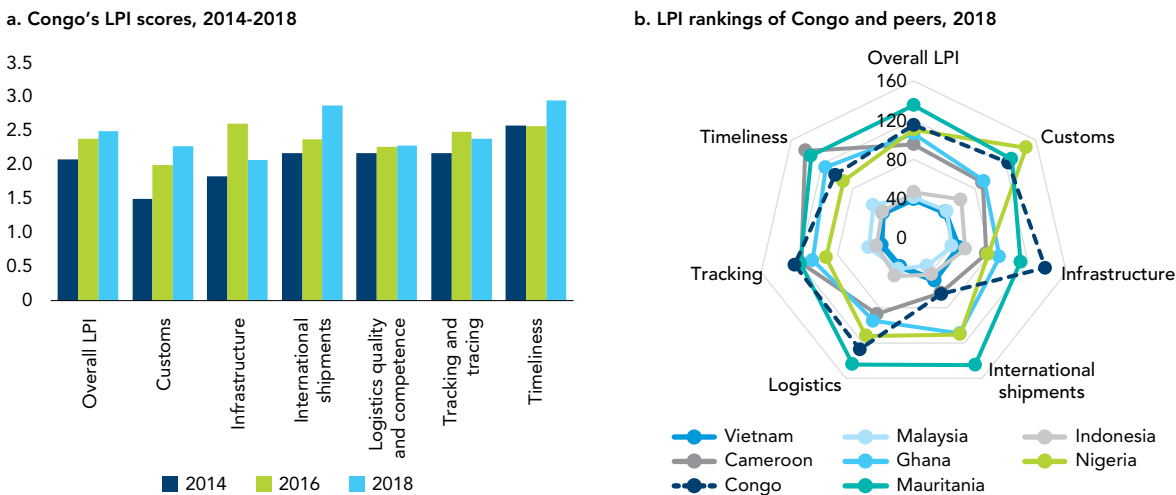 a. Congo's LPI scores, 2014-2018
3.5
3.0
2.5
2.0
1.5
1.0
0.5
0
Overall LPI
Customs
Infrastructure
International
shipments
Logistics quality
and competence
Tracking and
tracing
Timeliness
2014
2016
2018
b. LPI rankings of Congo and peers, 2018
Overall LPI
160
120
80
40
0
Customs
Infrastructure
International
shipments
Logistics
Tracking
Timeliness
Vietnam
Malaysia
Indonesia
Cameroon
Ghana
Nigeria
Congo
Mauritania